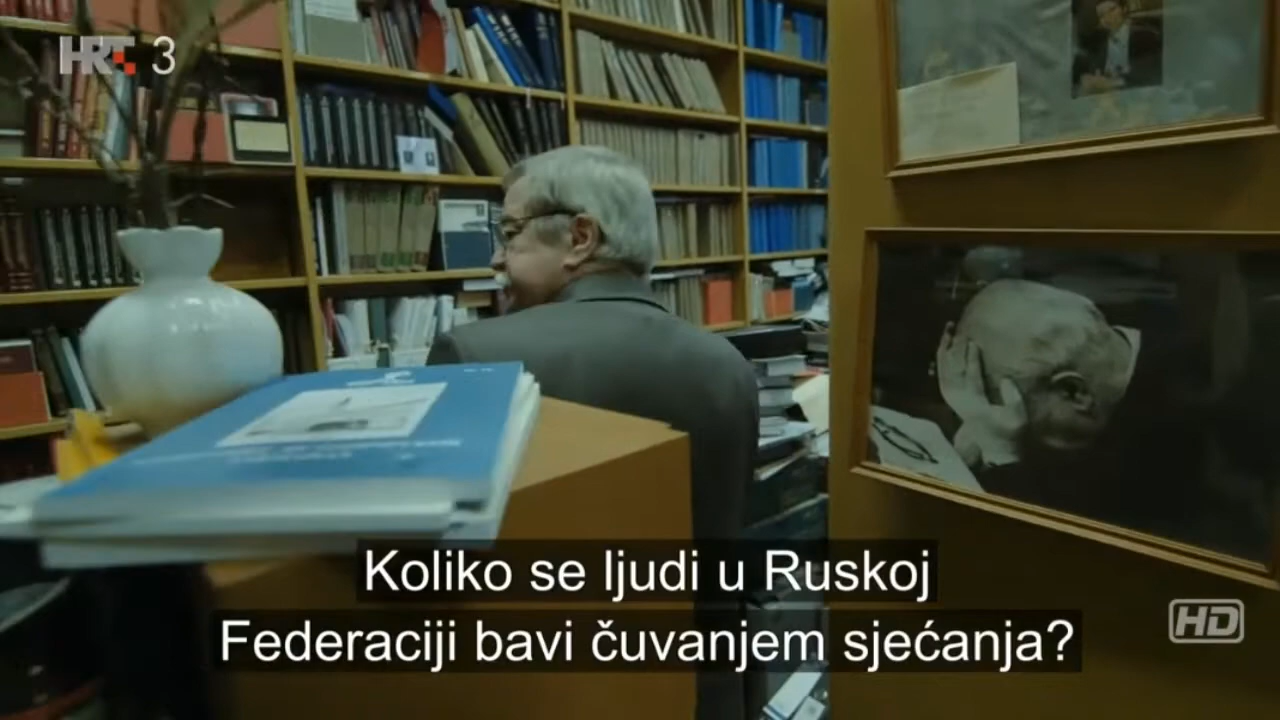 HRT 3
Koliko se ljudi u Ruskoj
Federaciji bavi čuvanjem sjećanja?
HD